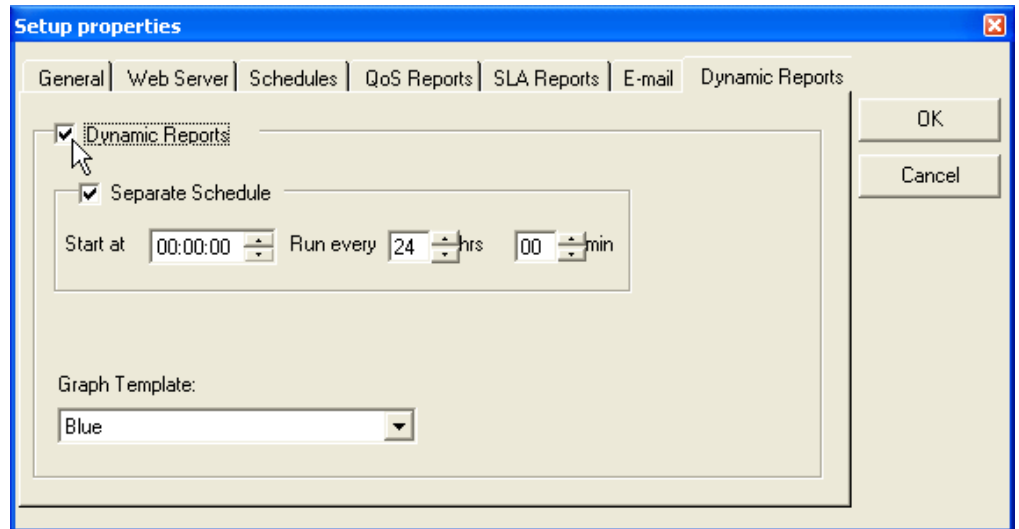 Setup properties
General Web Server Schedules QoS Reports SLA Reports E-mail Dynamic Reports
OK
Dynamic Reports
Cancel
Separate Schedule
Start at 00:00:00 Run every 24 hrs 00 min
Graph Template:
Blue